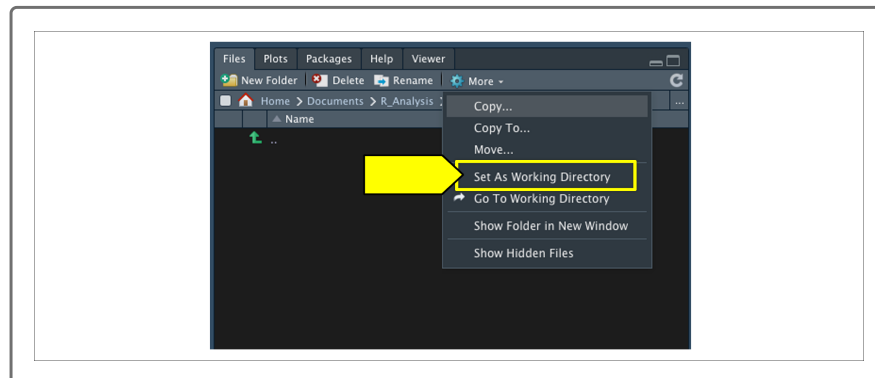 Files Plots Packages Help Viewer
New Folder Delete Rename More
Home Documents R_Analysis ...
Name
..
Copy...
Copy To...
Move...
Set As Working Directory
Go To Working Directory
Show Folder in New Window
Show Hidden Files